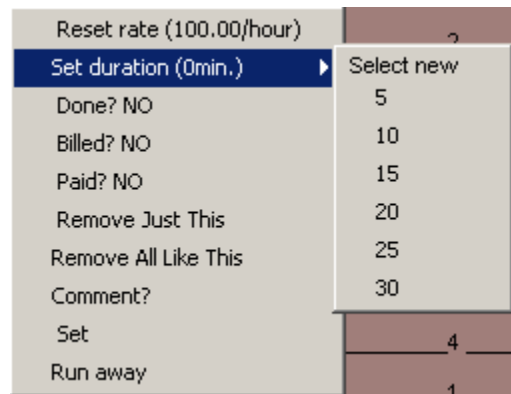 Reset rate (100.00/hour)
Set duration (0min.)
Done? NO
Billed? NO
Paid? NO
Remove Just This
Remove All Like This
Comment?
Set
Run away
Select new
5
10
15
20
25
30
4